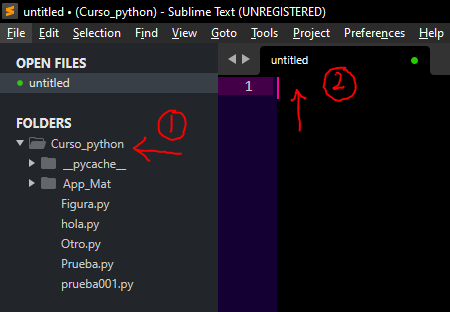 untitled • (Curso_python) - Sublime Text (UNREGISTERED)
File Edit Selection Find View Goto Tools Project Preferences Help
OPEN FILES
untitled
FOLDERS
Curso_python
__pycache__
App_Mat
Figura.py
hola.py
Otro.py
Prueba.py
prueba001.py
1
untitled
1
2